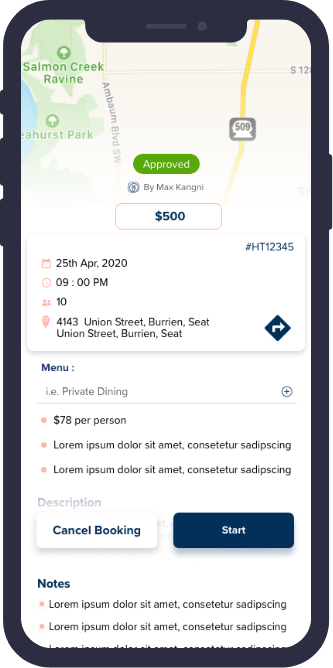 Salmon Creek
Ravine
S 128
Ambaum Blvd SW
509
eahurst Park
Approved
By Max Kangni
$500
#HT12345
25th Apr, 2020
09 : 00 PM
10
4143 Union Street, Burrien, Seat
Union Street, Burrien, Seat
Menu :
i.e. Private Dining
$78 per person
Lorem ipsum dolor sit amet, consetetur sadipscing
Lorem ipsum dolor sit amet, consetetur sadipscing
Description
Cancel Booking
Start
Notes
Lorem ipsum dolor sit amet, consetetur sadipscing
Lorem ipsum dolor sit amet, consetetur sadipscing
Lorem ipsum dolor sit amet, consetetur sadipscing